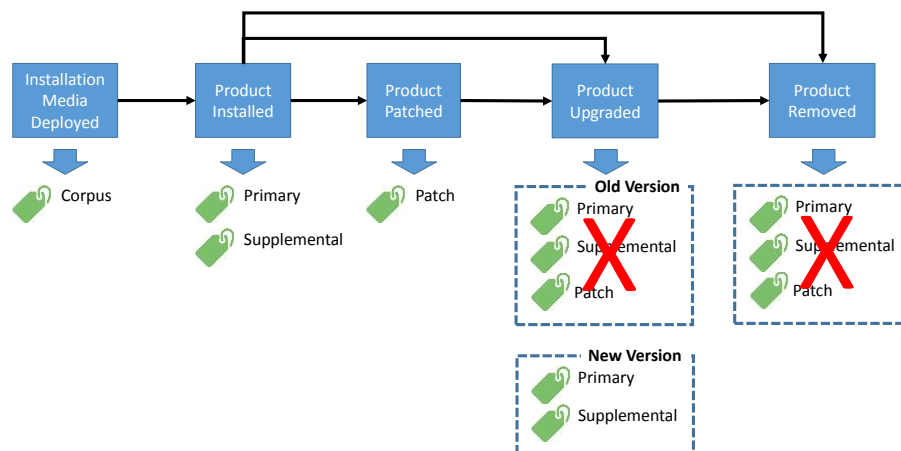 Installation
Media
Deployed
Product
Installed
Product
Patched
Product
Upgraded
Product
Removed
Corpus
Primary
Supplemental
Patch
Old Version
Primary
Supplemental
Patch
Primary
Supplemental
Patch
New Version
Primary
Supplemental